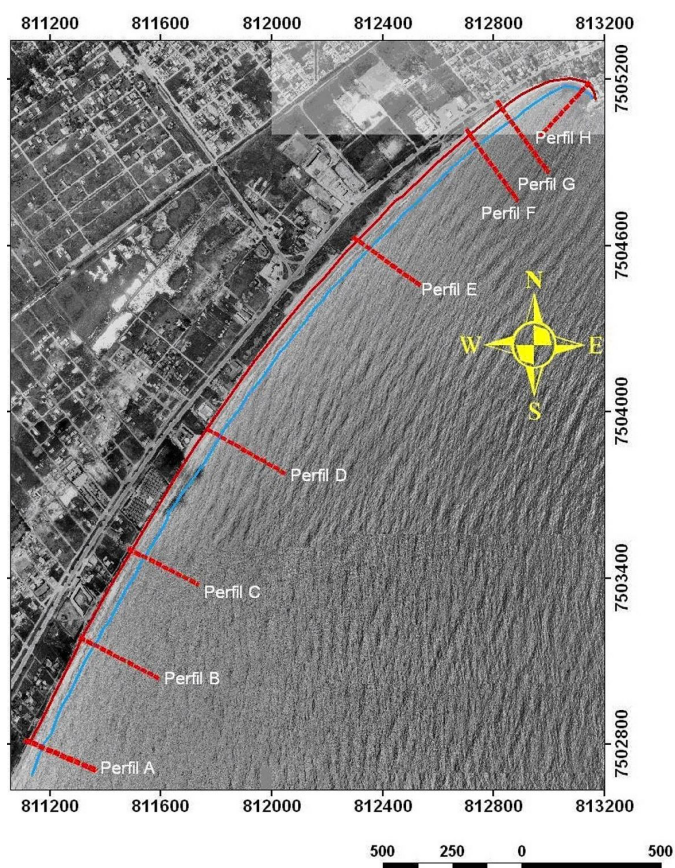 811200 811600 812000 812400 812800 813200
7505200
Perfil H
Perfil G
Perfil F
7504600
Perfil E
N
W E
S
7504000
Perfil D
7503400
Perfil C
Perfil B
7502800
Perfil A
811200 811600 812000 812400 812800 813200
500 250 0 500